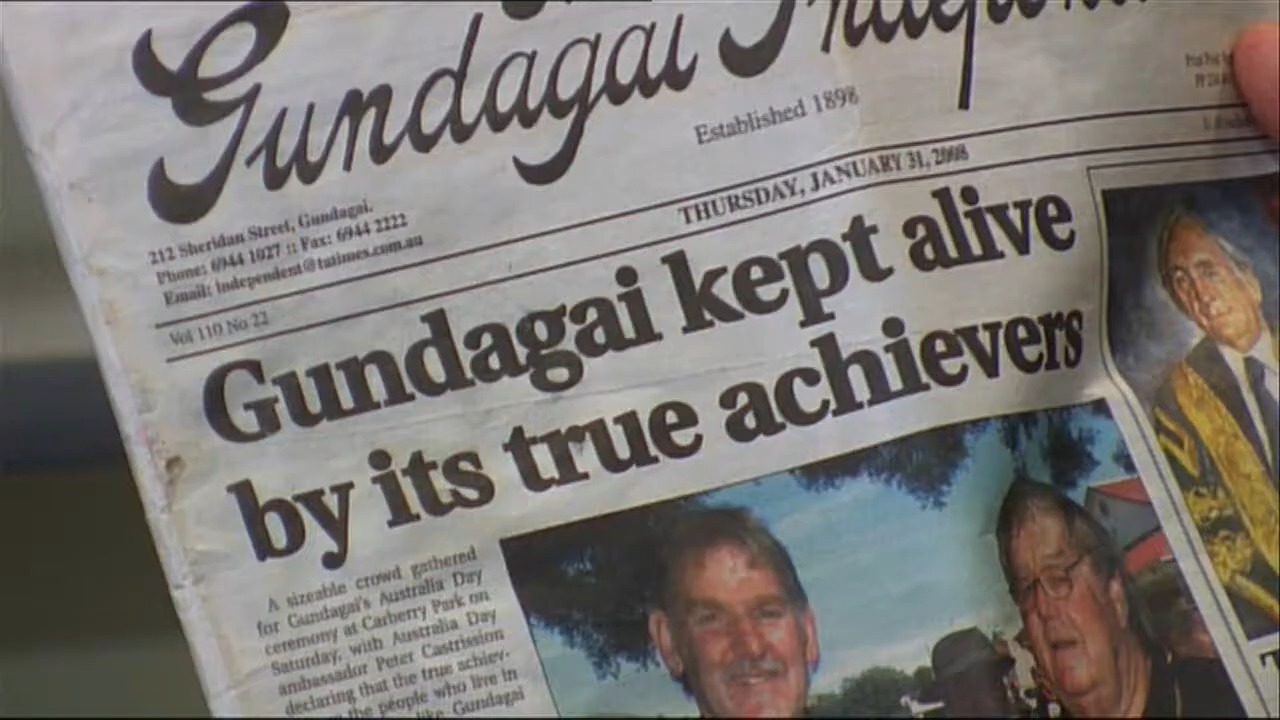 Gundagai
Established 1898
212 Sheridan Street, Gundagai.
Phone: 6944 1027 :: Fax: 6944 2222
Email: independent@tutimes.com.au
THURSDAY, JANUARY 31, 2008
Vol 110 No 22
Gundagai kept alive
by its true achievers
A sizeable crowd gathered
for Gundagai's Australia Day
ceremony at Carberry Park on
Saturday, with Australia Day
ambassador Peter Castrission
declaring that the true achiev-
the people who live in
like Gundagai